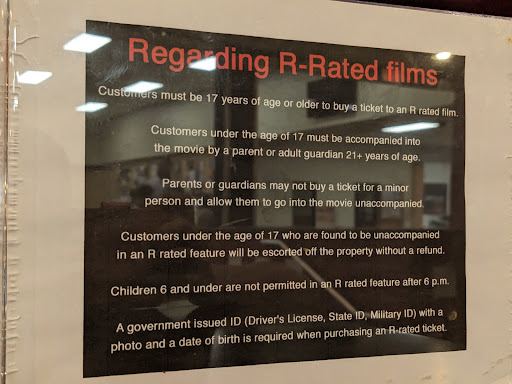 Regarding R-Rated films
Customers must be 17 years of age or older to buy a ticket to an R rated film.
Customers under the age of 17 must be accompanied into
the movie by a parent or adult guardian 21+ years of age.
Parents or guardians may not buy a ticket for a minor
person and allow them to go into the movie unaccompanied.
Customers under the age of 17 who are found to be unaccompanied
in an R rated feature will be escorted off the property without a refund.
Children 6 and under are not permitted in an R rated feature after 6 p.m.
A government issued ID (Driver's License, State ID, Military ID) with a
photo and a date of birth is required when purchasing an R-rated ticket.